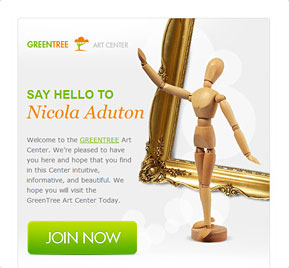 GREENTREE ART CENTER
SAY HELLO TO
Nicola Aduton
Welcome to the GREENTREE Art
Center. We're pleased to have
you here and hope that you find
in this Center intuitive,
informative, and beautiful. We
hope you will visit the
GreenTree Art Center Today.
JOIN NOW